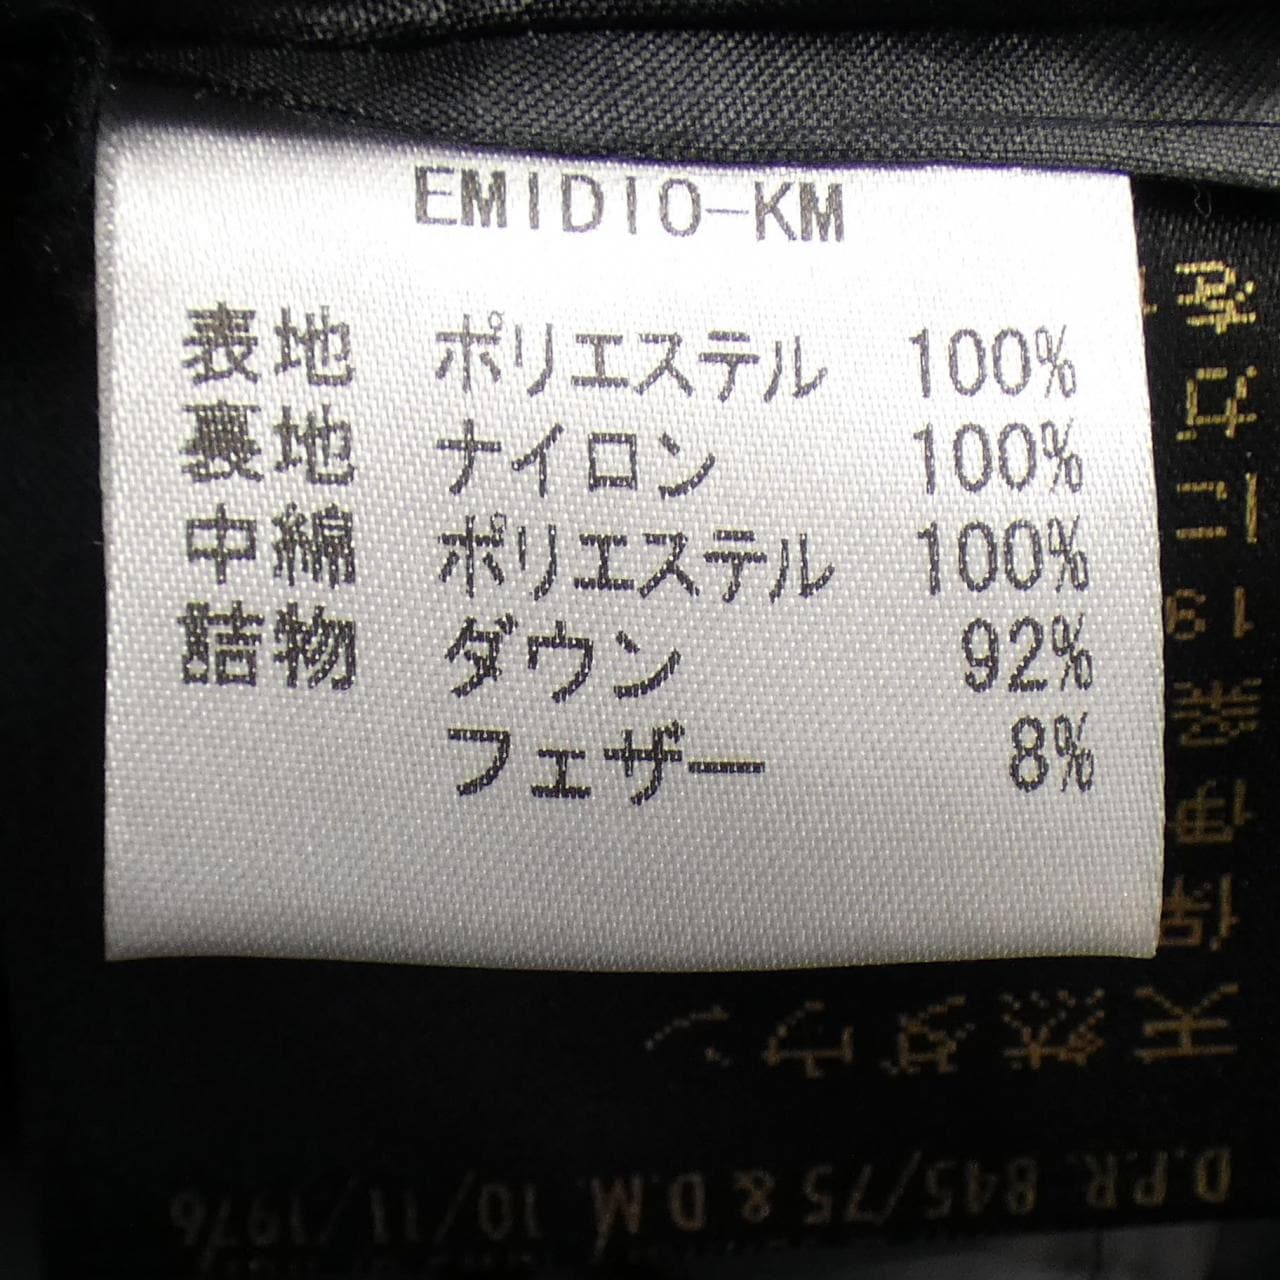 EMIDIO-KM
表地 ポリエステル 100%
裏地 ナイロン 100%
中綿 ポリエステル 100%
詰物 ダウン 92%
フェザー 8%
D.P.R. 845/75 & D.M. 10/11/1976